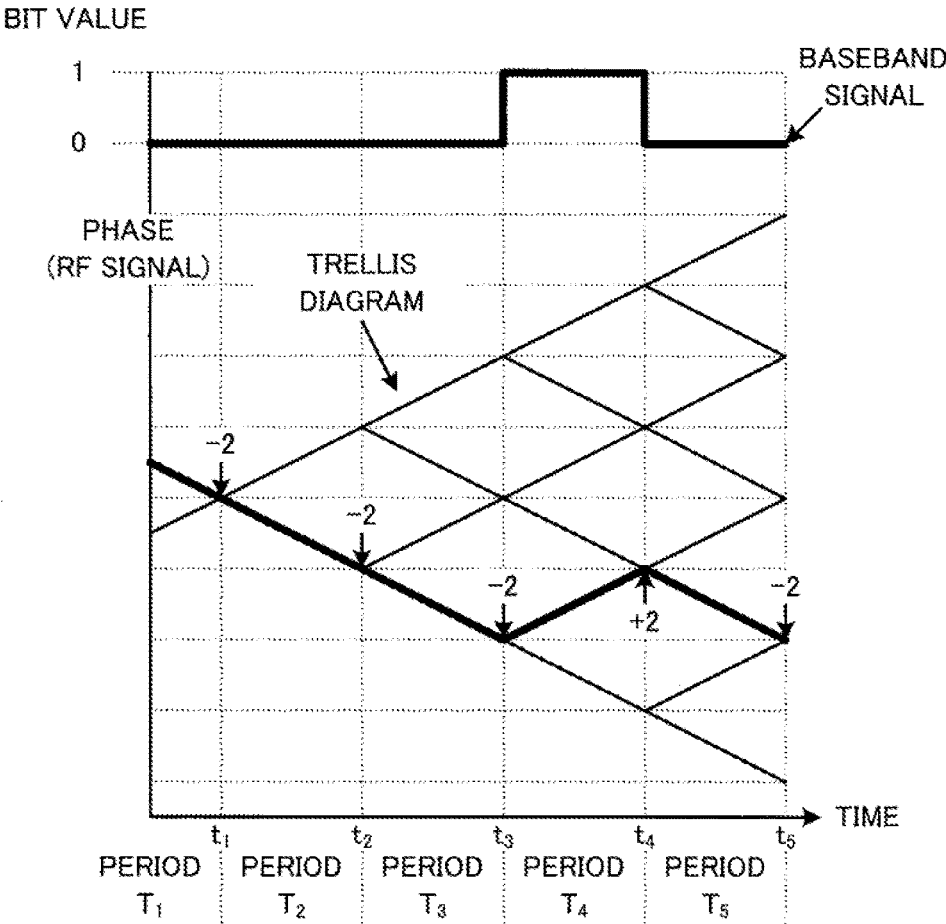 BIT VALUE
1
BASEBAND
SIGNAL
0
PHASE
(RF SIGNAL)
TRELLIS
DIAGRAM
-2
-2
-2
-2
+2
TIME
t1 t2 t3 t4 t5
PERIOD PERIOD PERIOD PERIOD PERIOD
T1 T2 T3 T4 T5